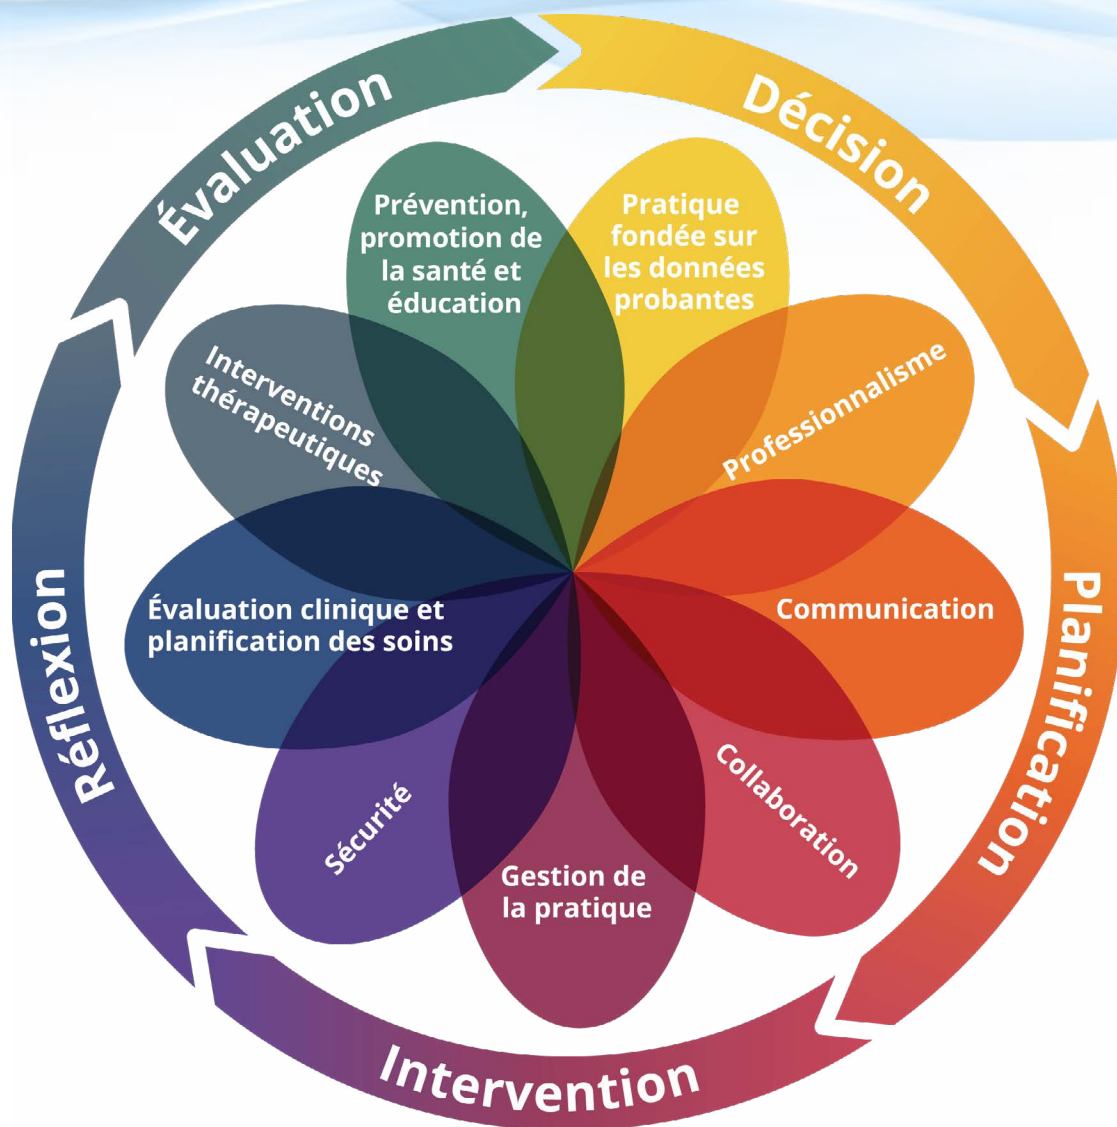 Évaluation
Décision
Planification
Intervention
Réflexion
Prévention,
promotion de
la santé et
éducation
Pratique
fondée sur
les données
probantes
Professionnalisme
Communication
Collaboration
Gestion de
la pratique
Sécurité
Évaluation clinique et
planification des soins
Interventions
thérapeutiques